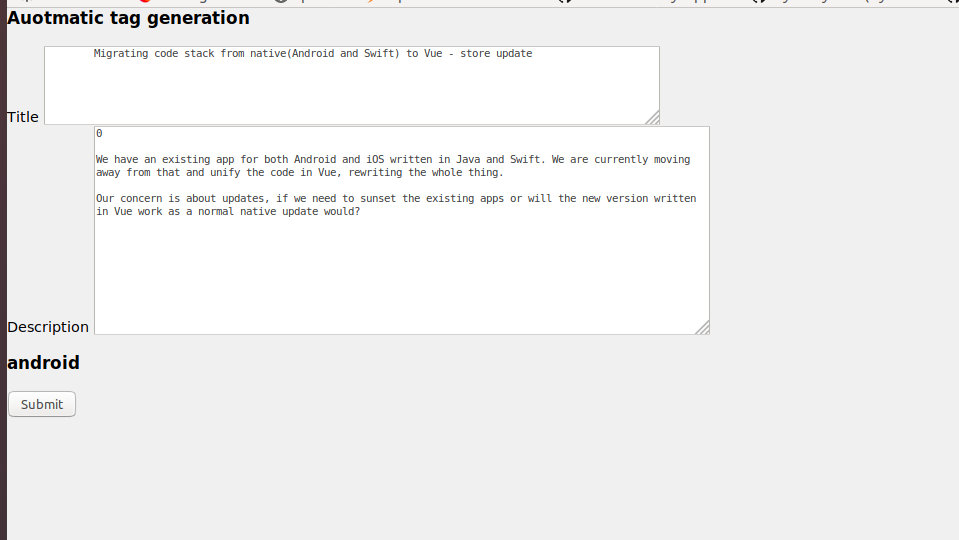 Auotmatic tag generation
Migrating code stack from native(Android and Swift) to Vue - store update
Title
0
We have an existing app for both Android and iOS written in Java and Swift. We are currently moving
away from that and unify the code in Vue, rewriting the whole thing.
Our concern is about updates, if we need to sunset the existing apps or will the new version written
in Vue work as a normal native update would?
Description
android
Submit